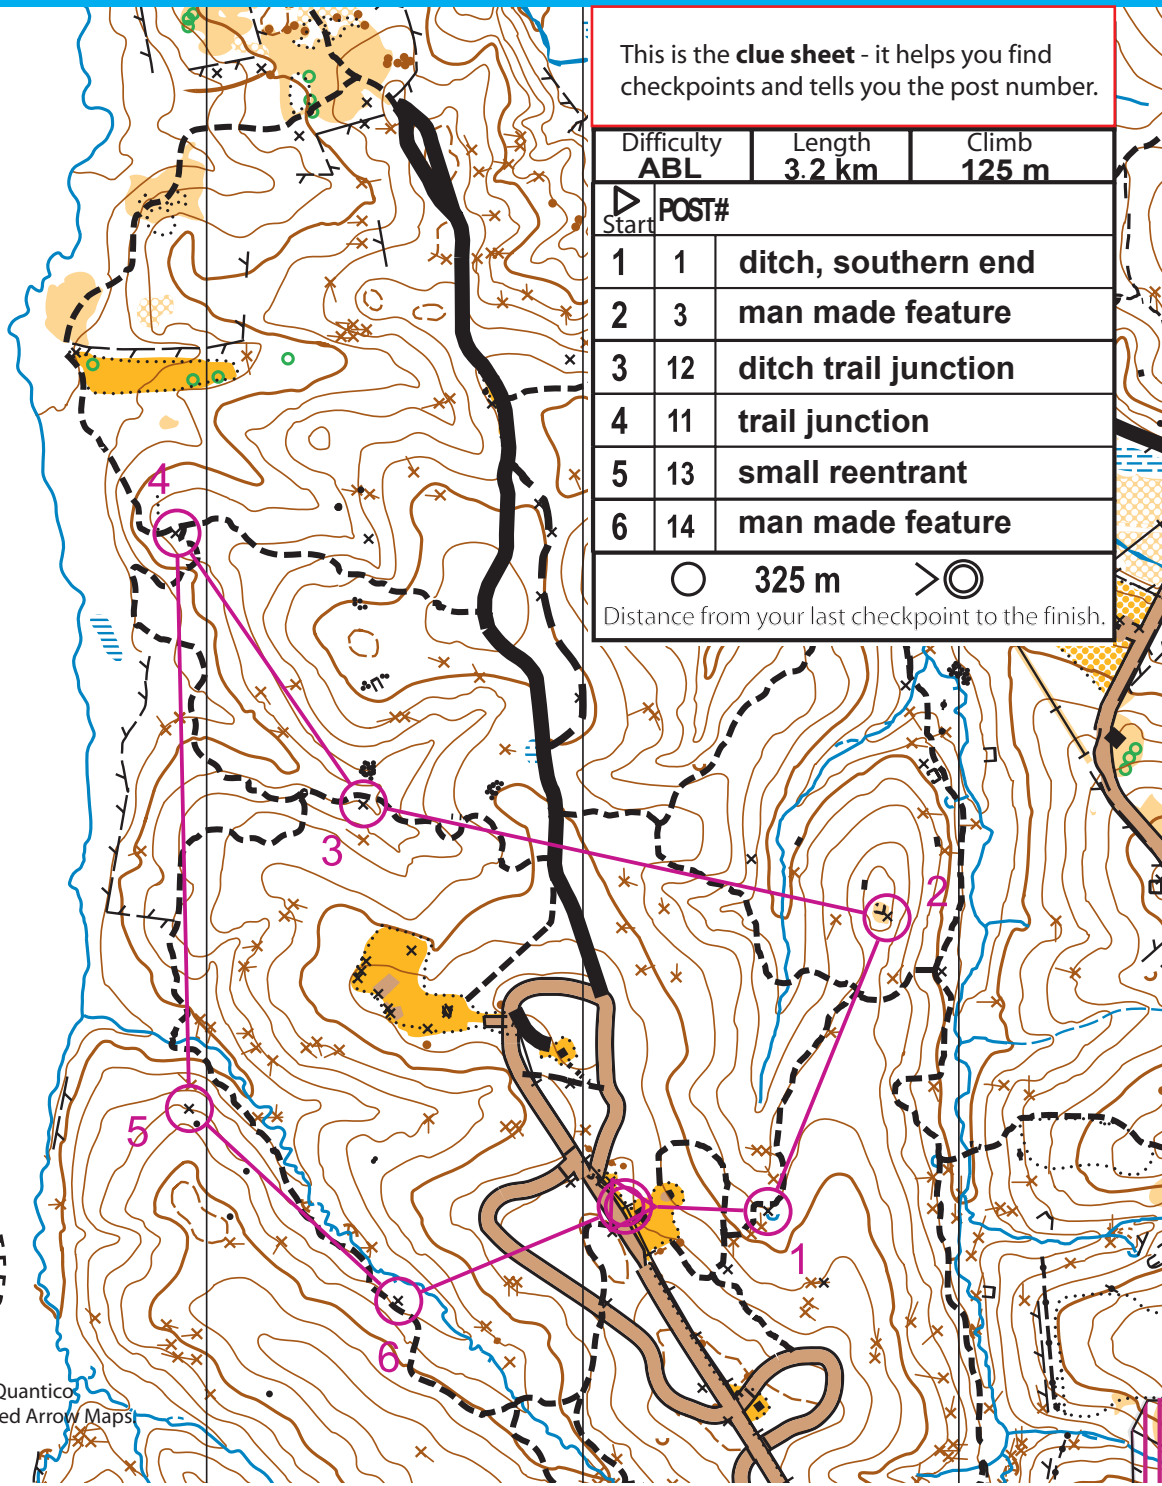 This is the clue sheet - it helps you find
checkpoints and tells you the post number.
Difficulty Length Climb
ABL 3.2 km 125 m
Start POST#
1 1 ditch, southern end
2 3 man made feature
3 12 ditch trail junction
4 11 trail junction
5 13 small reentrant
6 14 man made feature
325 m
Distance from your last checkpoint to the finish.
4
3
2
5
1
6
Quantico
ed Arrow Maps